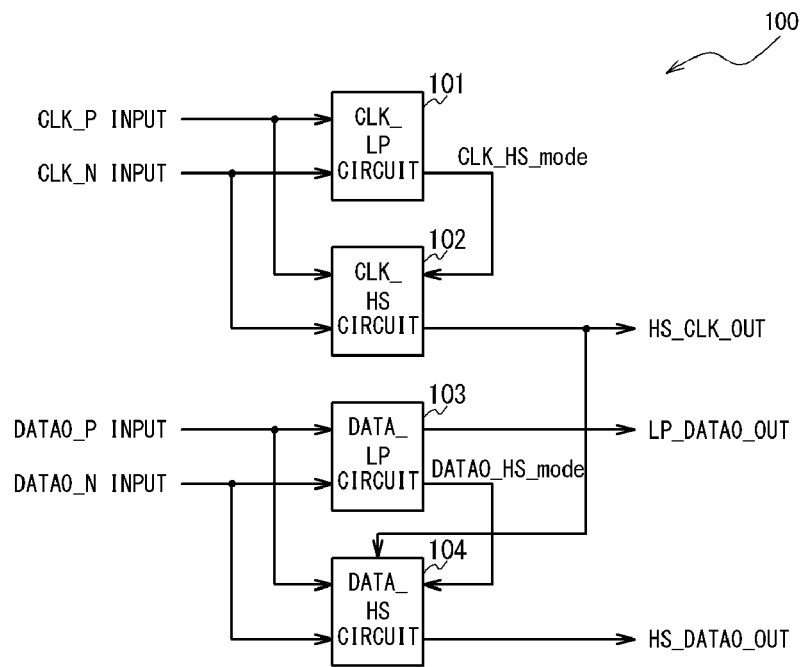 100
101
CLK_P INPUT
CLK_
LP
CIRCUIT
CLK_N INPUT
CLK_HS_mode
102
CLK_
HS
CIRCUIT
HS_CLK_OUT
103
DATA0_P INPUT
DATA_
LP
CIRCUIT
LP_DATA0_OUT
DATA0_N INPUT
DATA0_HS_mode
104
DATA_
HS
CIRCUIT
HS_DATA0_OUT